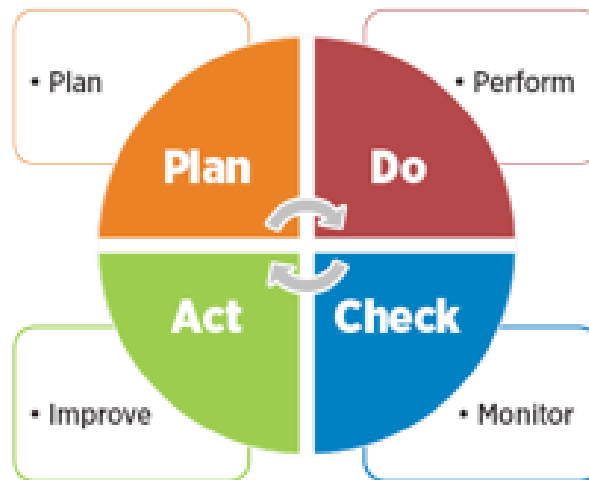 • Plan
• Perform
Plan
Do
Act
Check
• Improve
• Monitor